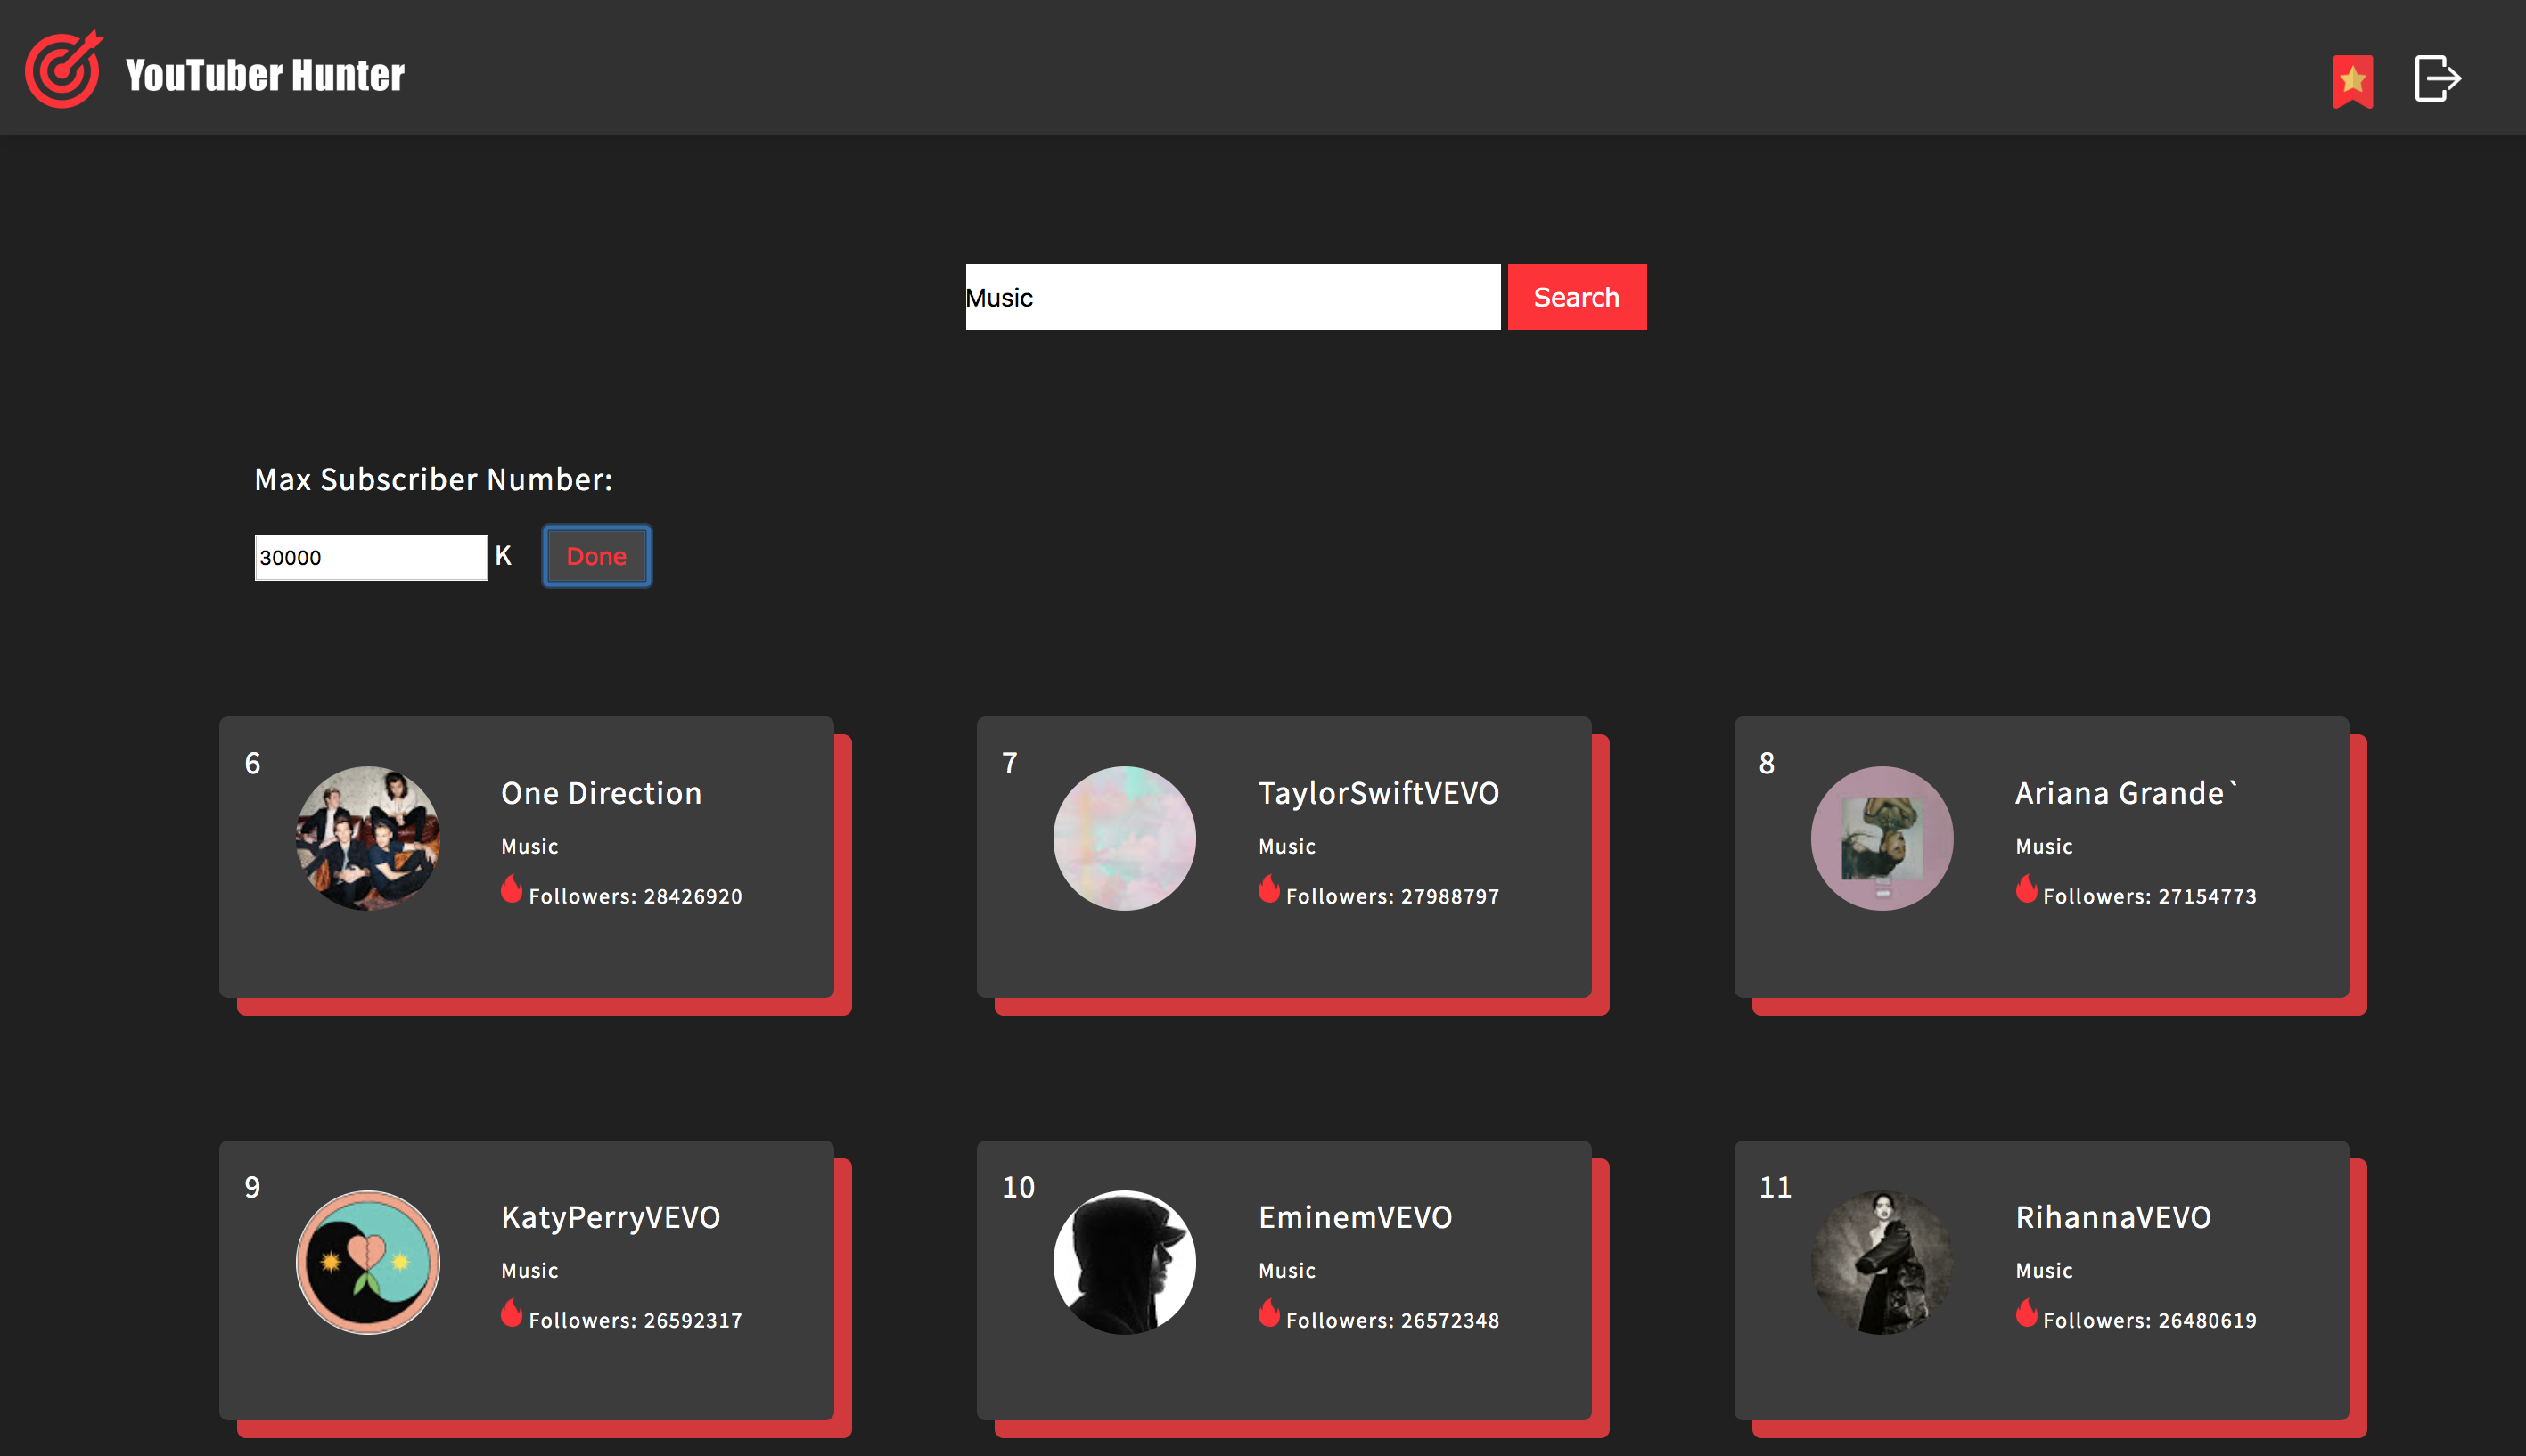 YouTuber Hunter
Music
Search
Max Subscriber Number:
30000 K Done
6
One Direction
Music
Followers: 28426920
7
TaylorSwiftVEVO
Music
Followers: 27988797
8
Ariana Grande`
Music
Followers: 27154773
9
KatyPerryVEVO
Music
Followers: 26592317
10
EminemVEVO
Music
Followers: 26572348
11
RihannaVEVO
Music
Followers: 26480619